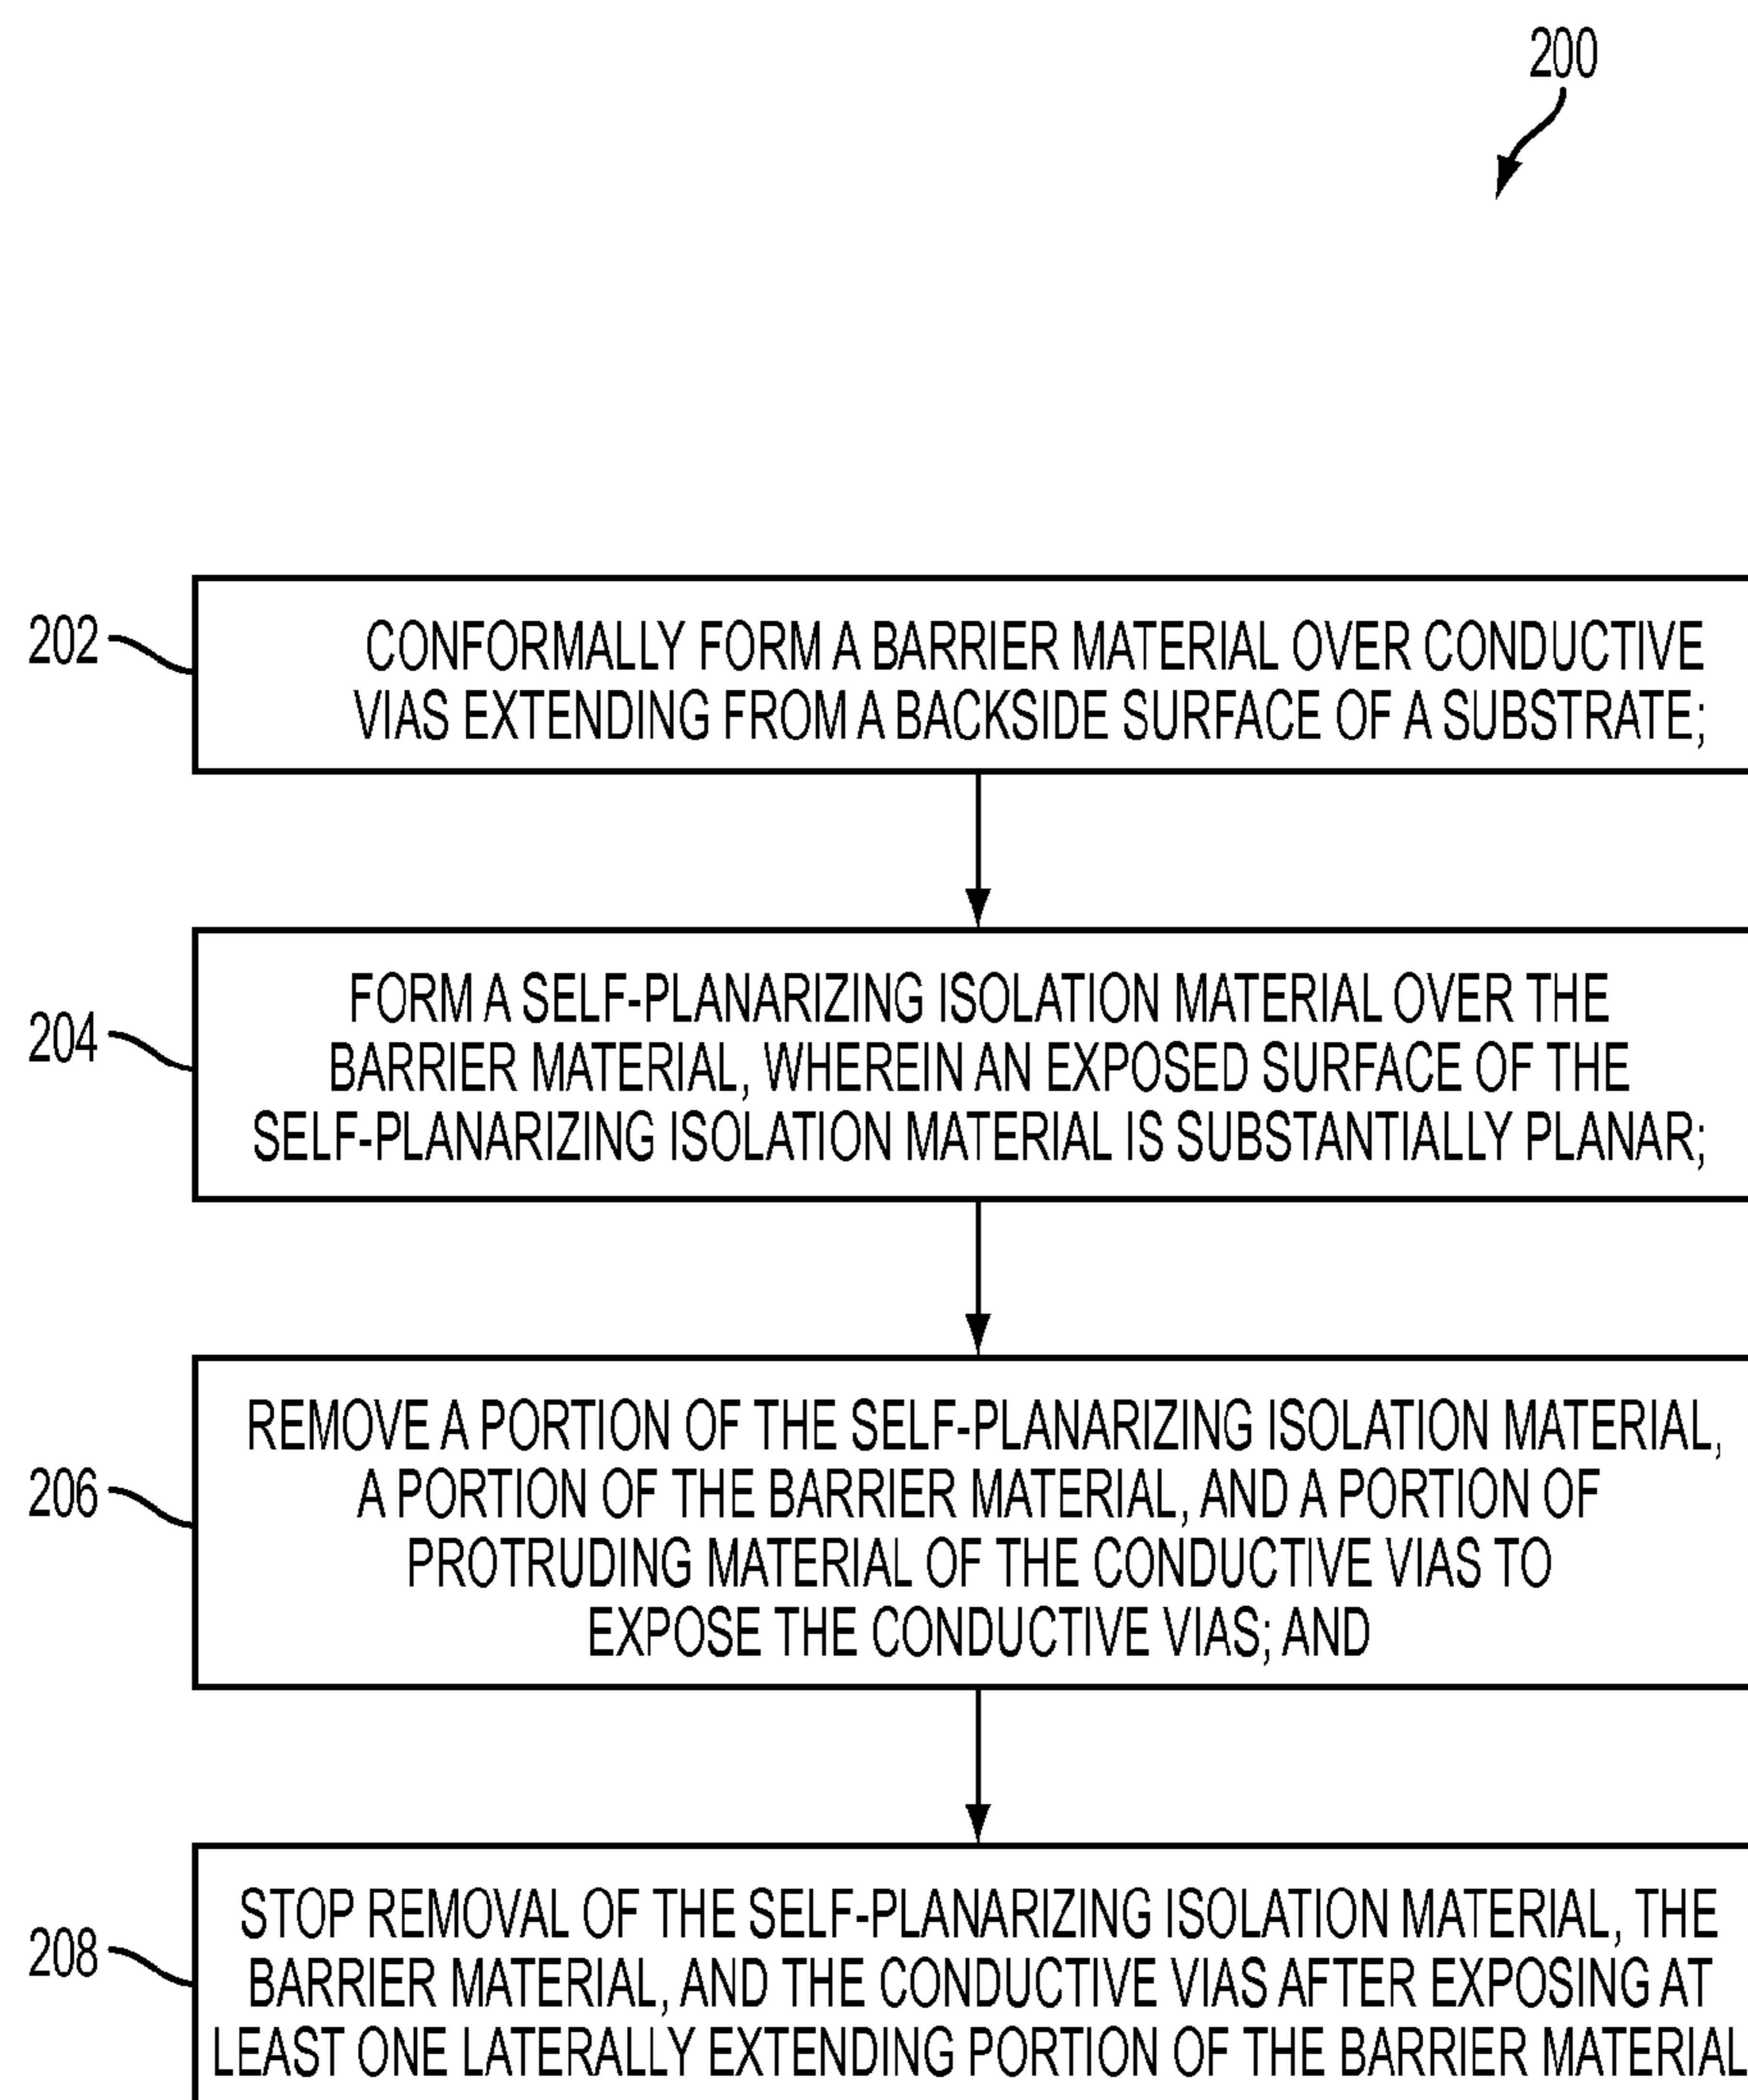 200
202
CONFORMALLY FORM A BARRIER MATERIAL OVER CONDUCTIVE
VIAS EXTENDING FROM A BACKSIDE SURFACE OF A SUBSTRATE;
204
FORM A SELF-PLANARIZING ISOLATION MATERIAL OVER THE
BARRIER MATERIAL, WHEREIN AN EXPOSED SURFACE OF THE
SELF-PLANARIZING ISOLATION MATERIAL IS SUBSTANTIALLY PLANAR;
206
REMOVE A PORTION OF THE SELF-PLANARIZING ISOLATION MATERIAL,
A PORTION OF THE BARRIER MATERIAL, AND A PORTION OF
PROTRUDING MATERIAL OF THE CONDUCTIVE VIAS TO
EXPOSE THE CONDUCTIVE VIAS; AND
208
STOP REMOVAL OF THE SELF-PLANARIZING ISOLATION MATERIAL, THE
BARRIER MATERIAL, AND THE CONDUCTIVE VIAS AFTER EXPOSING AT
LEAST ONE LATERALLY EXTENDING PORTION OF THE BARRIER MATERIAL